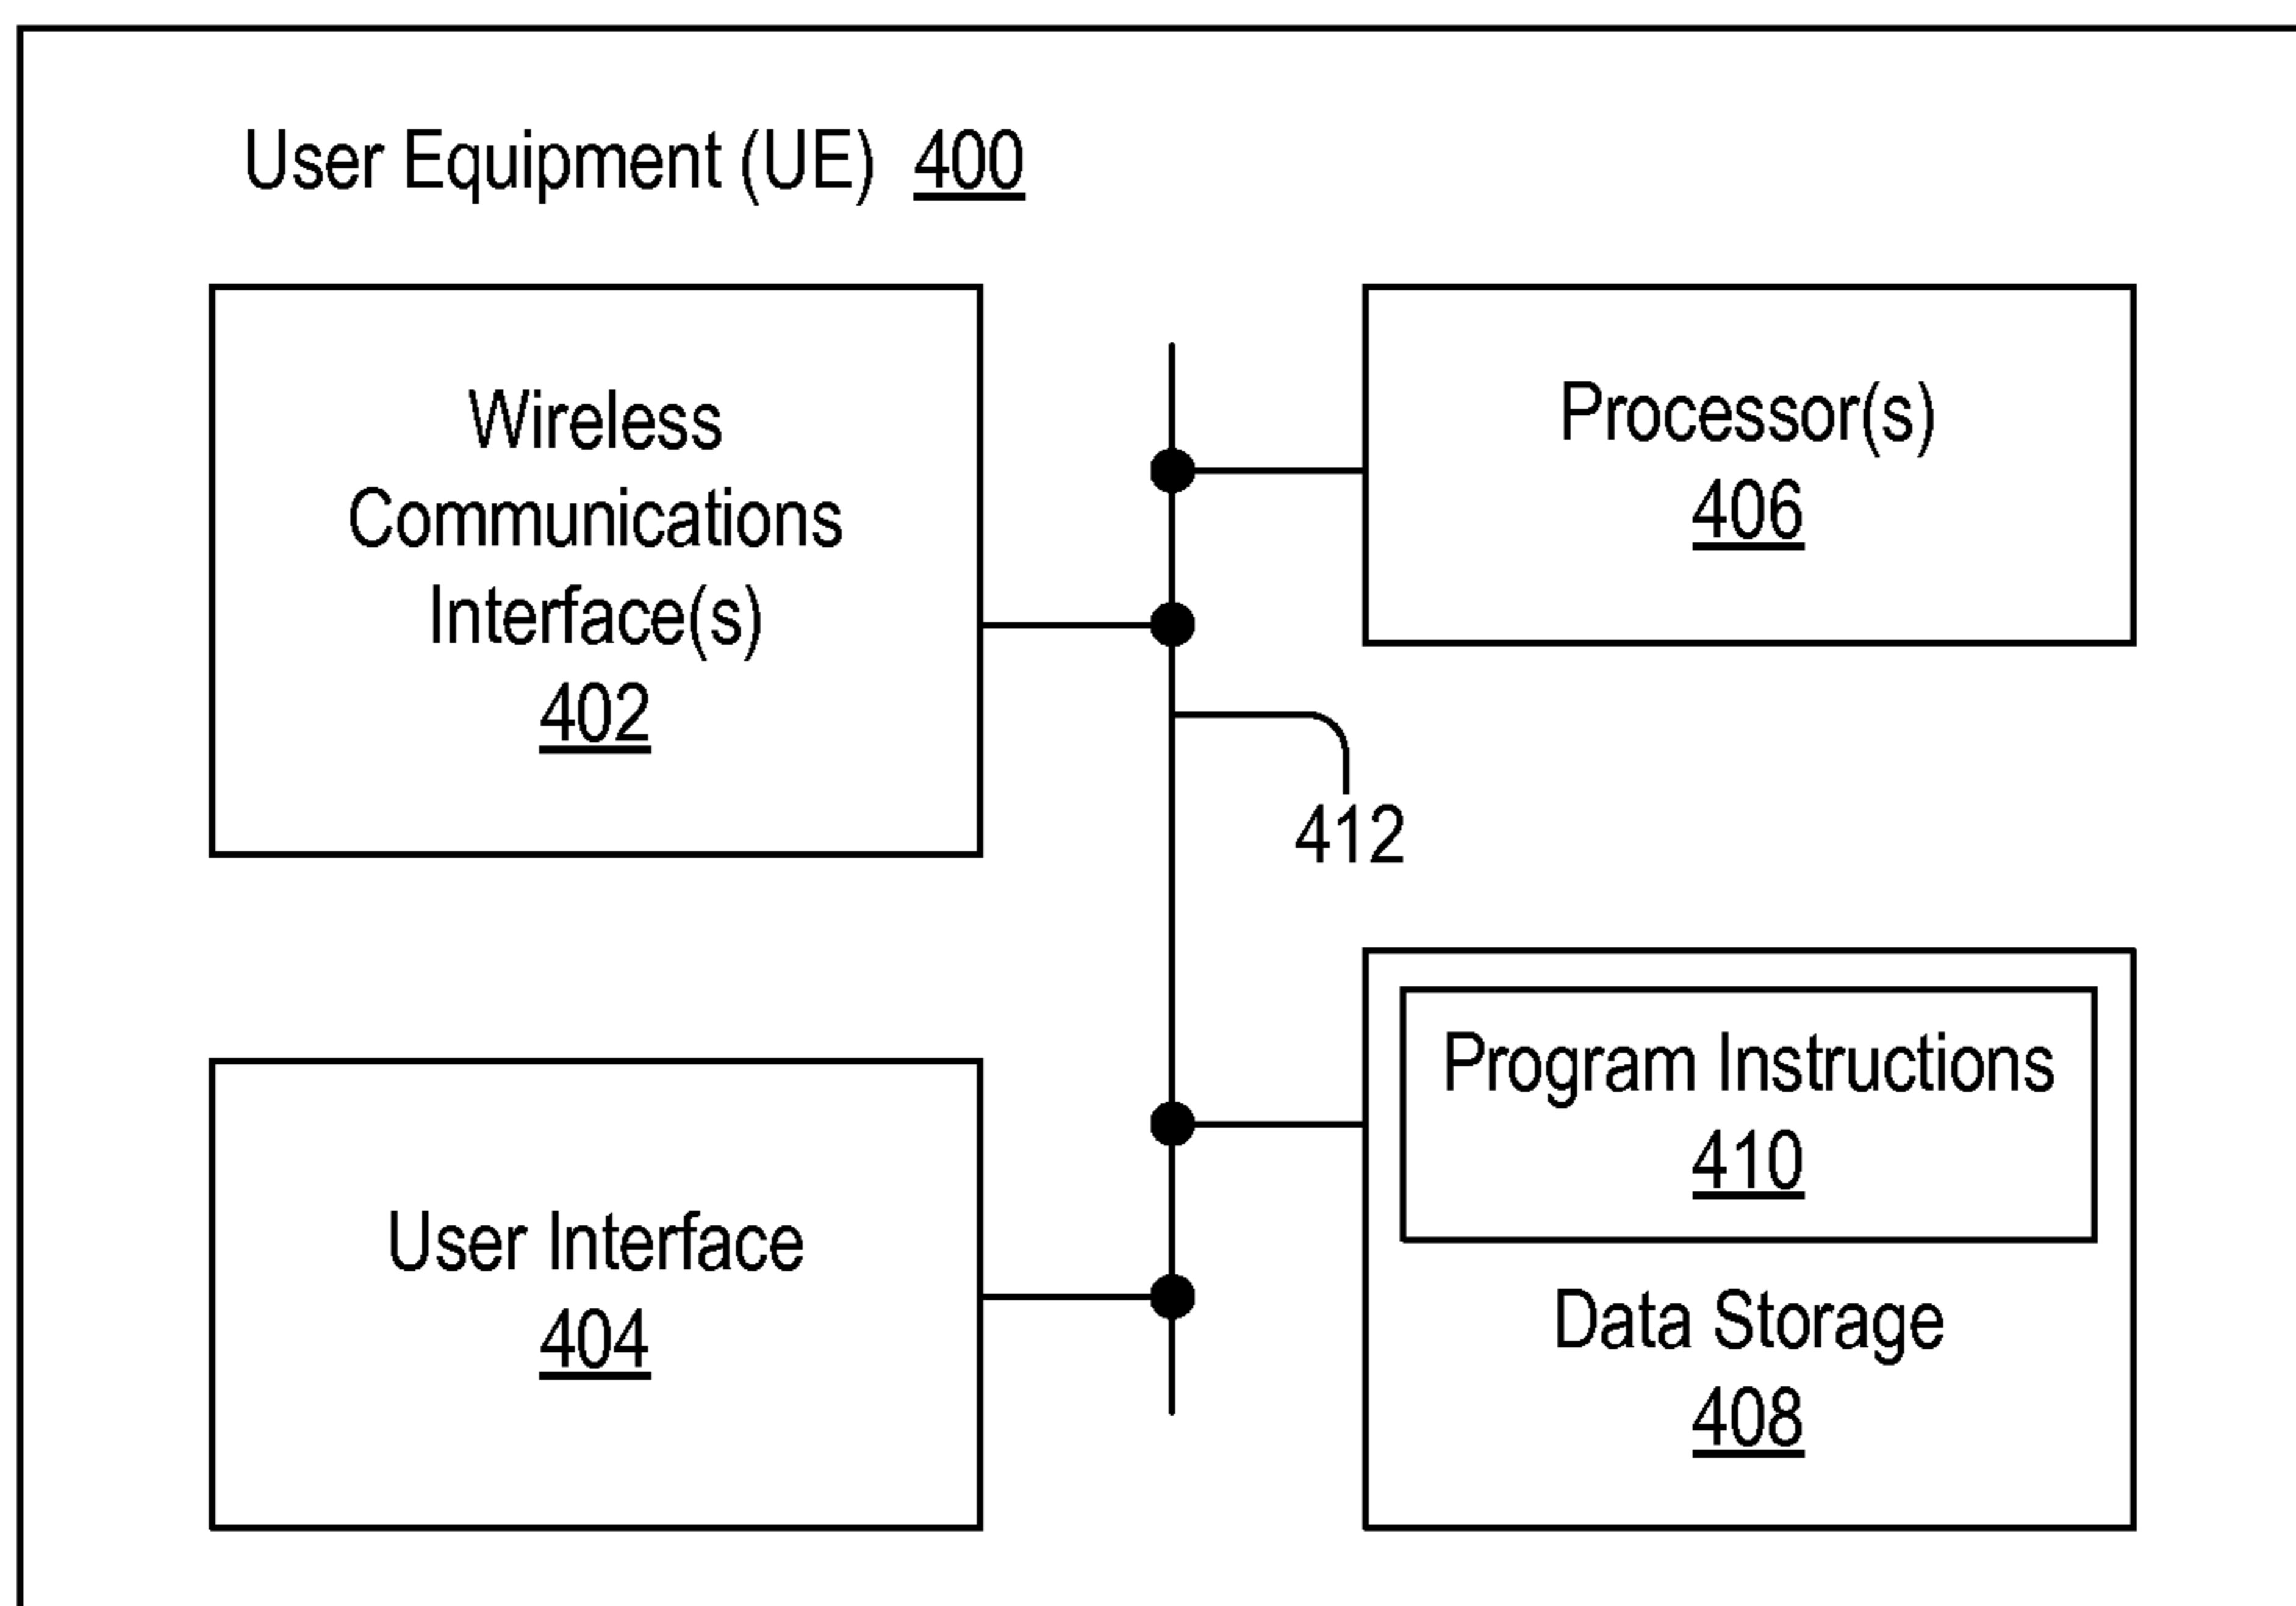 User Equipment (UE) 400
Wireless
Communications
Interface(s)
402
Processor(s)
406
412
User Interface
404
Program Instructions
410
Data Storage
408